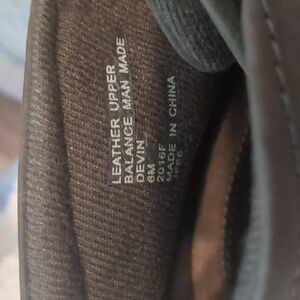 LEATHER UPPER
BALANCE MAN MADE
DEVIN
6M
2016F
MADE IN CHINA